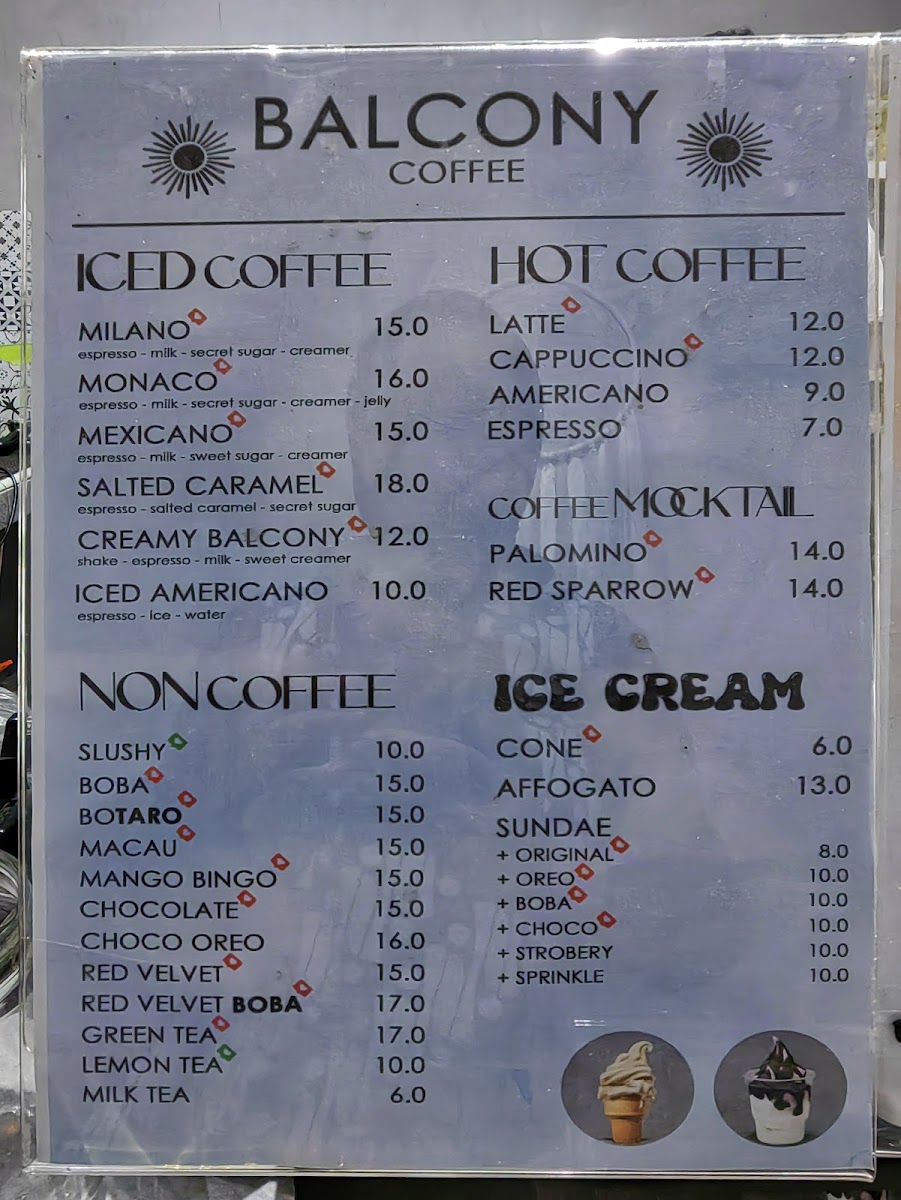 BALCONY
COFFEE
ICED COFFEE
MILANO 15.0
espresso - milk - secret sugar - creamer
MONACO 16.0
espresso - milk - secret sugar - creamer - jelly
MEXICANO 15.0
espresso - milk - sweet sugar - creamer
SALTED CARAMEL 18.0
espresso - salted caramel - secret sugar
CREAMY BALCONY 12.0
shake - espresso - milk - sweet creamer
ICED AMERICANO 10.0
espresso - ice - water
NON COFFEE
SLUSHY 10.0
BOBA 15.0
BOTARO 15.0
MACAU 15.0
MANGO BINGO 15.0
CHOCOLATE 15.0
CHOCO OREO 16.0
RED VELVET 15.0
RED VELVET BOBA 17.0
GREEN TEA 17.0
LEMON TEA 10.0
MILK TEA 6.0
HOT COFFEE
LATTE 12.0
CAPPUCCINO 12.0
AMERICANO 9.0
ESPRESSO 7.0
COFFEE MOCKTAIL
PALOMINO 14.0
RED SPARROW 14.0
ICE CREAM
CONE 6.0
AFFOGATO 13.0
SUNDAE
+ ORIGINAL 8.0
+ OREO 10.0
+ BOBA 10.0
+ CHOCO 10.0
+ STROBERY 10.0
+ SPRINKLE 10.0